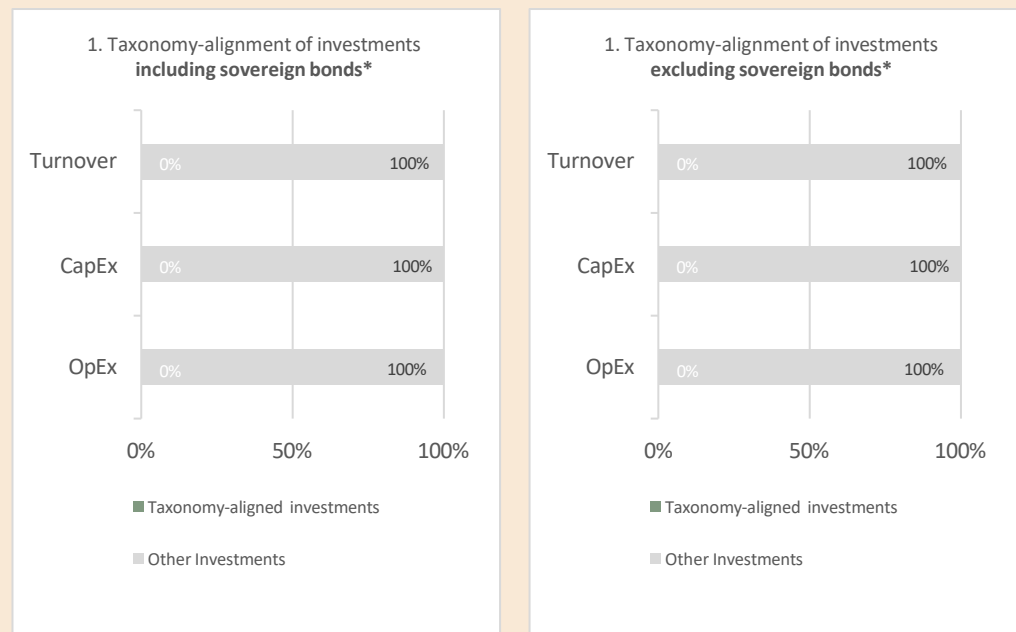 1. Taxonomy-alignment of investments
including sovereign bonds*
Turnover
0%
100%
CapEx
0%
100%
OpEx
0%
100%
0%
50%
100%
Taxonomy-aligned investments
Other Investments
1. Taxonomy-alignment of investments
excluding sovereign bonds*
Turnover
0%
100%
CapEx
0%
100%
OpEx
0%
100%
0%
50%
100%
Taxonomy-aligned investments
Other Investments